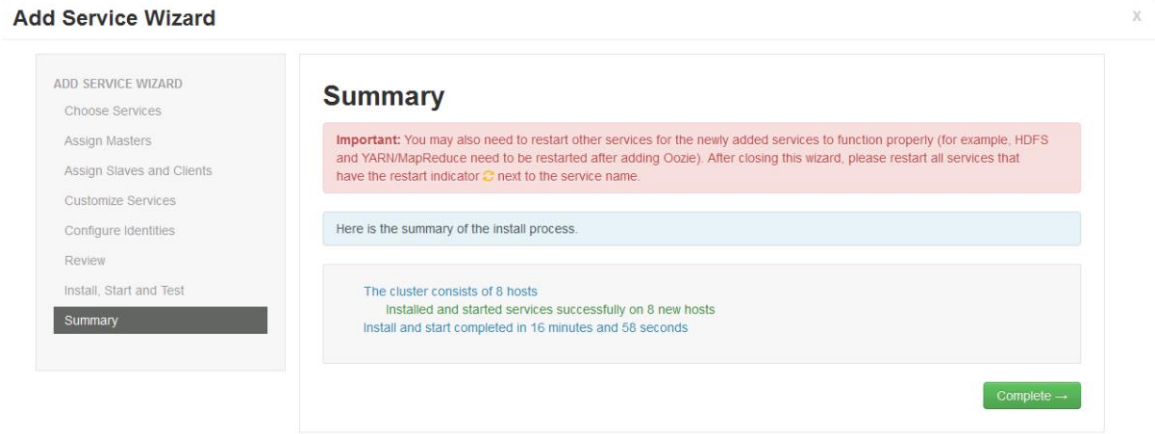 Add Service Wizard
X
ADD SERVICE WIZARD
Choose Services
Assign Masters
Assign Slaves and Clients
Customize Services
Configure Identities
Review
Install, Start and Test
Summary
Summary
Important: You may also need to restart other services for the newly added services to function properly (for example, HDFS
and YARN/MapReduce need to be restarted after adding Oozie). After closing this wizard, please restart all services that
have the restart indicator next to the service name.
Here is the summary of the install process.
The cluster consists of 8 hosts
Installed and started services successfully on 8 new hosts
Install and start completed in 16 minutes and 58 seconds
Complete →